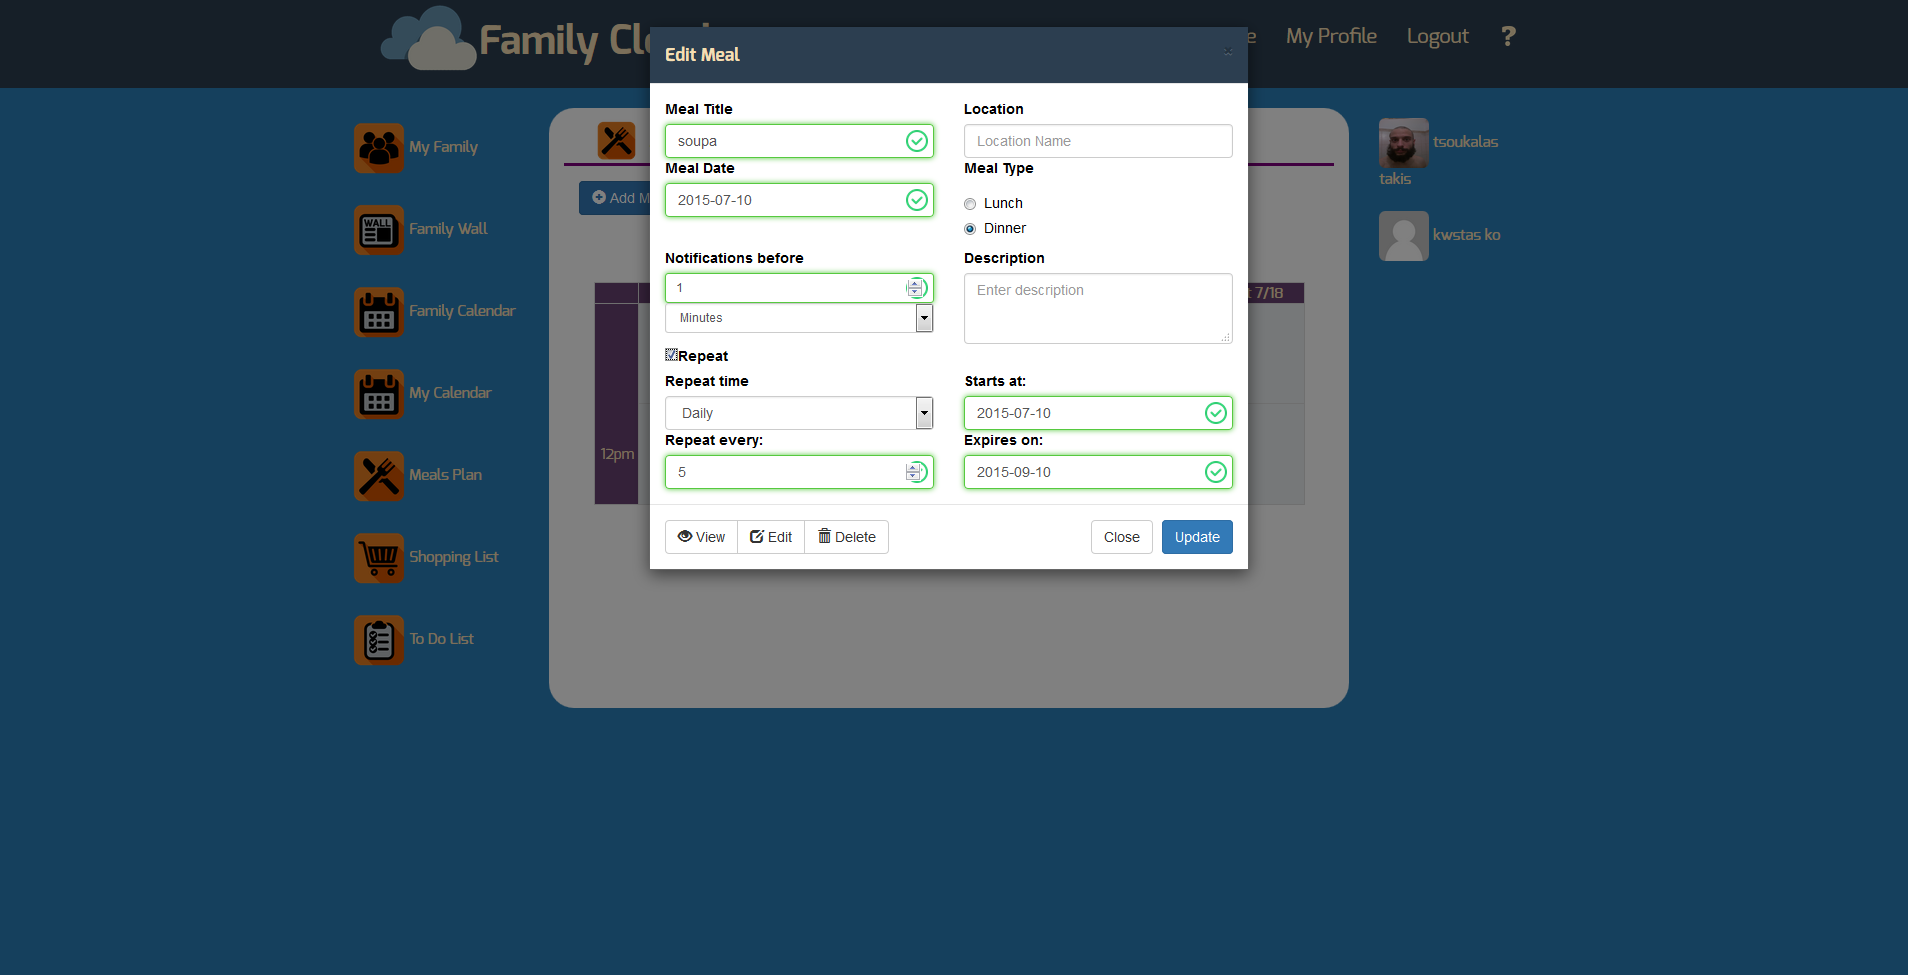 Family Cl
My Profile
Logout
?
Edit Meal
×
My Family
Family Wall
WALL
Family Calendar
My Calendar
Meals Plan
Shopping List
To Do List
Add M
7/18
12pm
Meal Title
soupa
Location
Location Name
Meal Date
2015-07-10
Meal Type
Lunch
Dinner
Notifications before
1
Minutes
Description
Enter description
Repeat
Repeat time
Daily
Starts at:
2015-07-10
Repeat every:
5
Expires on:
2015-09-10
View
Edit
Delete
Close
Update
tsoukalas
takis
kwstas ko